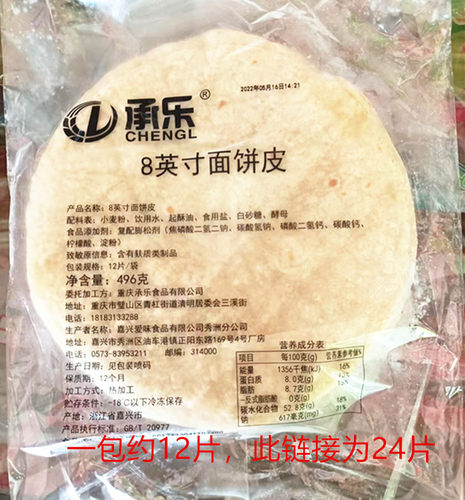 2022年05月16日14:21
承乐®
CHENGL
8英寸面饼皮
产品名称：8英寸面饼皮
配料表：小麦粉、饮用水、起酥油、食用盐、白砂糖、酵母
食品添加剂：复配膨松剂（焦磷酸二氢二钠、碳酸氢钠、磷酸二氢钙、碳酸钙、
柠檬酸、淀粉）
致敏原信息：含有麸质类制品
包装规格：12片/袋
净含量：496克
委托加工方：重庆承乐食品有限公司
地址：重庆市璧山区青杠街道清明居委会三溪街
电话：18183133288
生产商：嘉兴爱味食品有限公司秀洲分公司
地址：嘉兴市秀洲区油车港镇正阳东路169号4号厂房
电话：0573-83953211 邮编：314000
生产日期：见包装喷码
保质期：12个月
加工方式：热加工
贮存条件：-18℃以下冷冻保存
产地：浙江省嘉兴市
产品执行标准：GB/T 20977
营养成分表
项目 每100克(g) 营养素参考值%
能量 1356千焦(kJ) 16%
蛋白质 8.0克(g)
脂肪 8.7克(g)
-反式脂肪酸 0克(g)
碳水化合物 52.8克(g) 18%
钠 617毫克(mg) 31%
一包约12片，此链接为24片